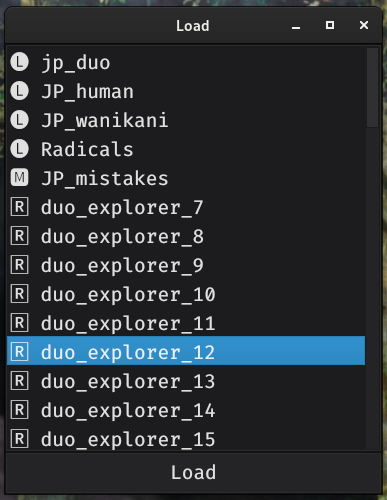 Load
L jp_duo
L JP_human
L JP_wanikani
L Radicals
M JP_mistakes
R duo_explorer_7
R duo_explorer_8
R duo_explorer_9
R duo_explorer_10
R duo_explorer_11
R duo_explorer_12
R duo_explorer_13
R duo_explorer_14
R duo_explorer_15
Load